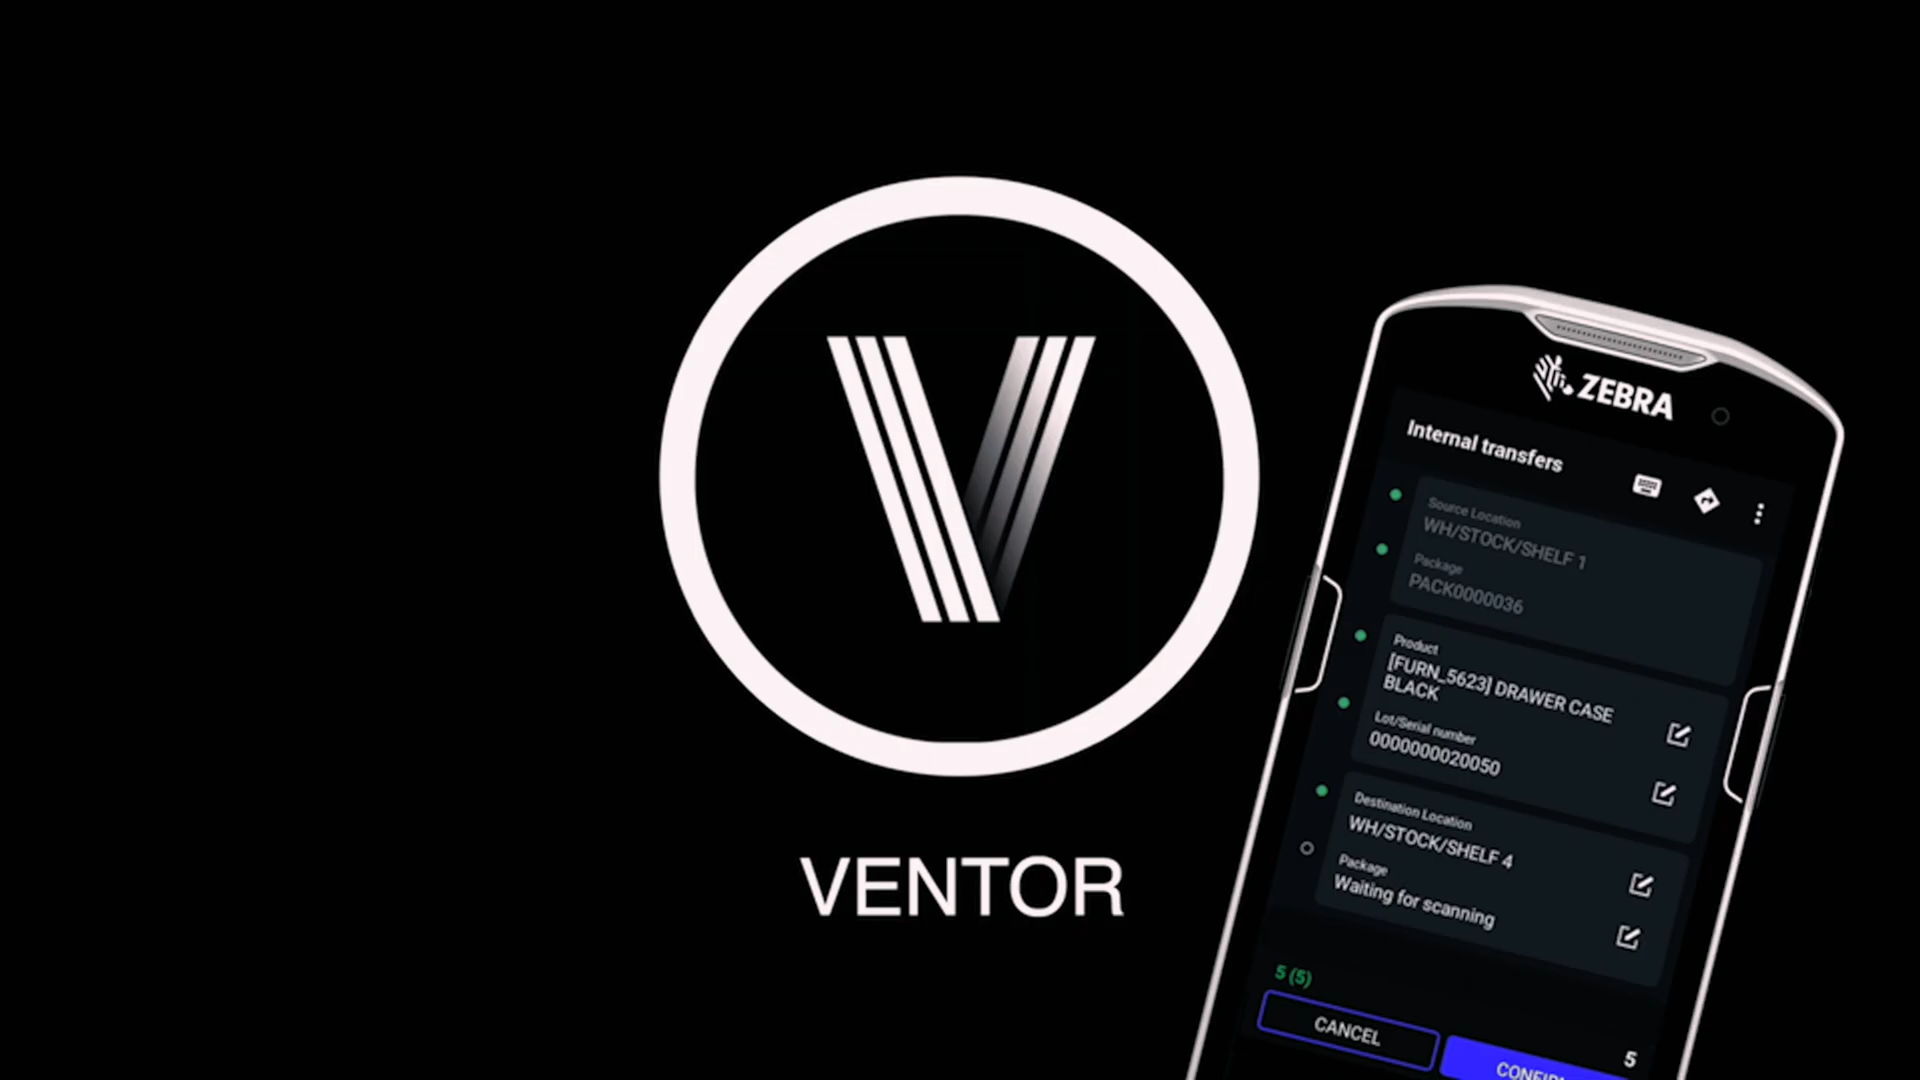 V
VENTOR
ZEBRA
Internal transfers
Source Location
WH/STOCK/SHELF 1
Package
PACK0000036
Product
[FURN_5623] DRAWER CASE
BLACK
Lot/Serial number
0000000020050
Destination Location
WH/STOCK/SHELF 4
Package
Waiting for scanning
5 (5)
5
CANCEL